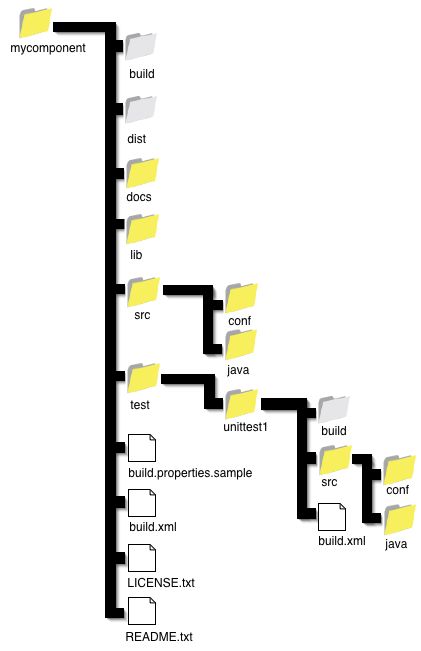 mycomponent
build
dist
docs
lib
src
conf
java
test
unittest1
build
src
conf
build.xml
java
build.properties.sample
build.xml
LICENSE.txt
README.txt